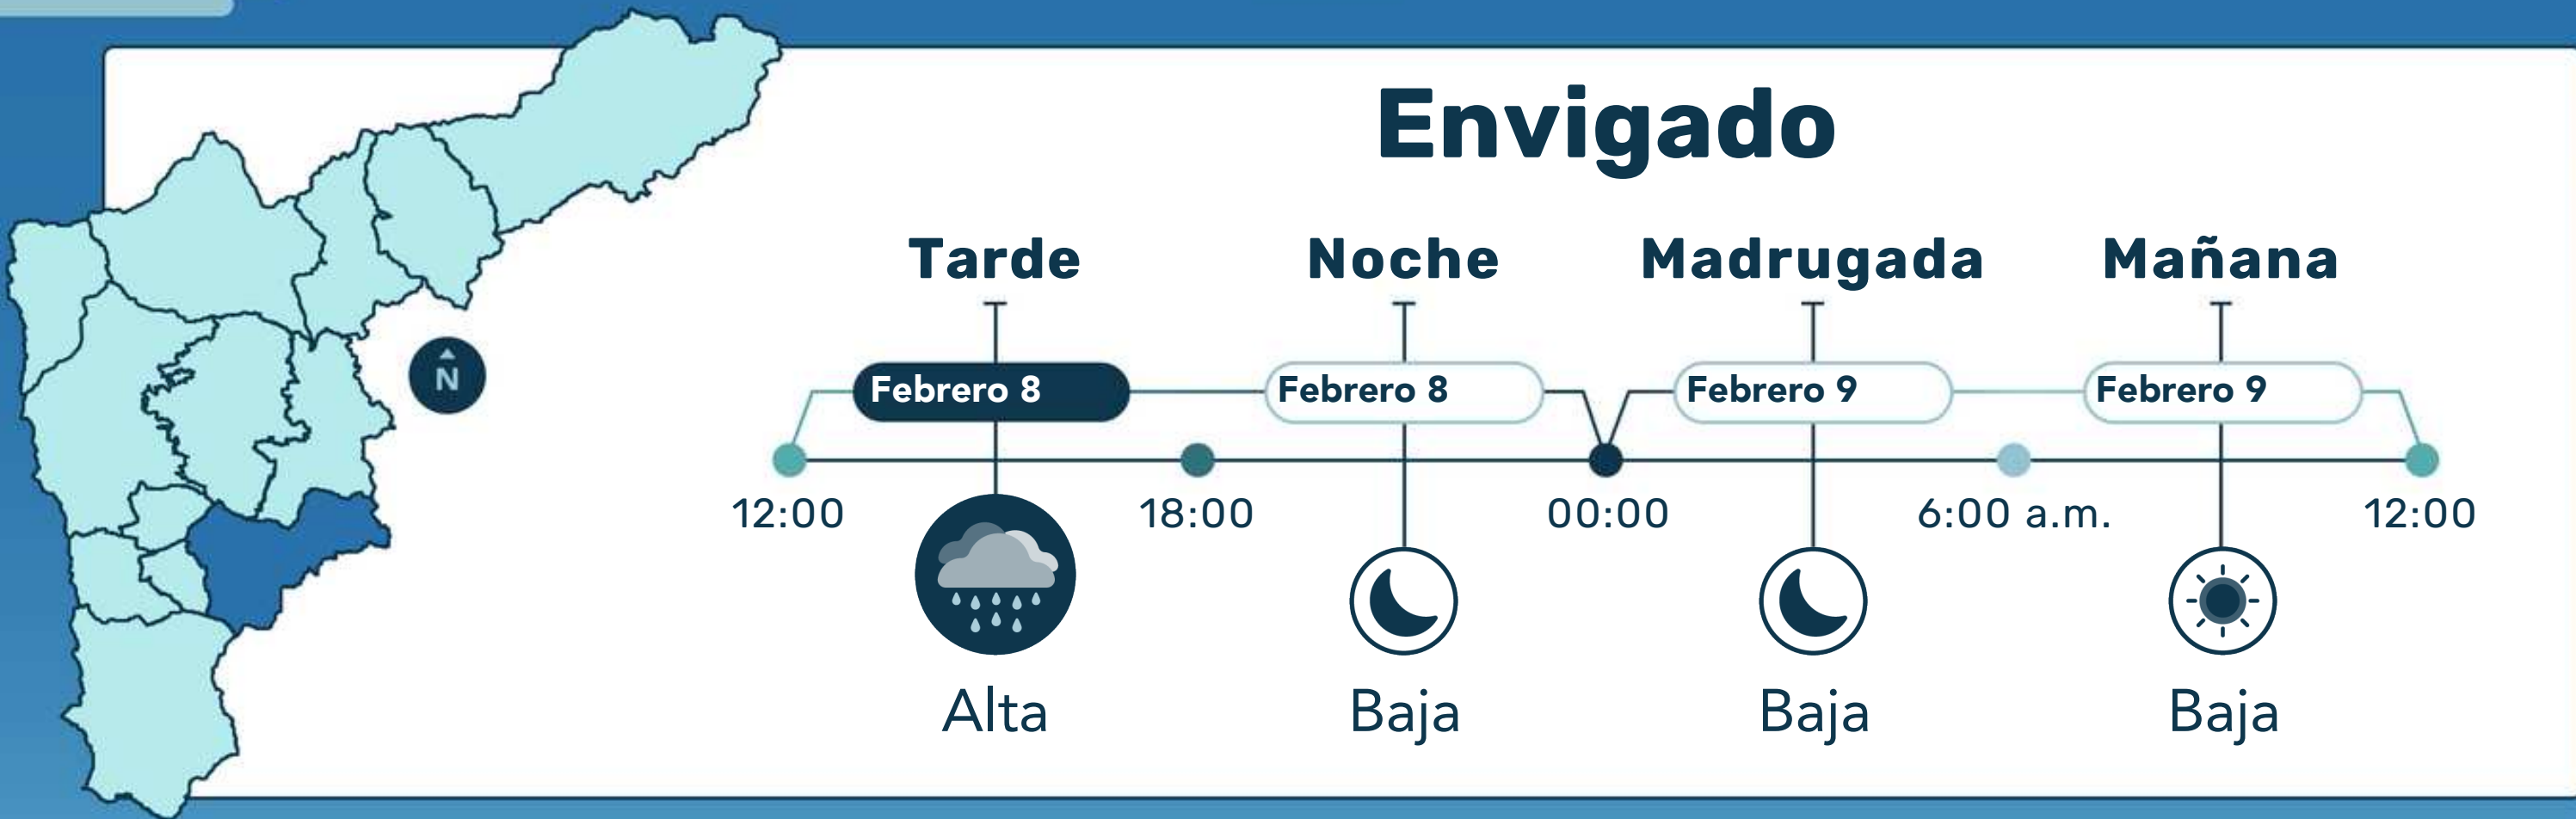 Envigado
Tarde Noche Madrugada Mañana
Febrero 8 Febrero 8 Febrero 9 Febrero 9
N
12:00 18:00 00:00 6:00 a.m. 12:00
Alta Baja Baja Baja